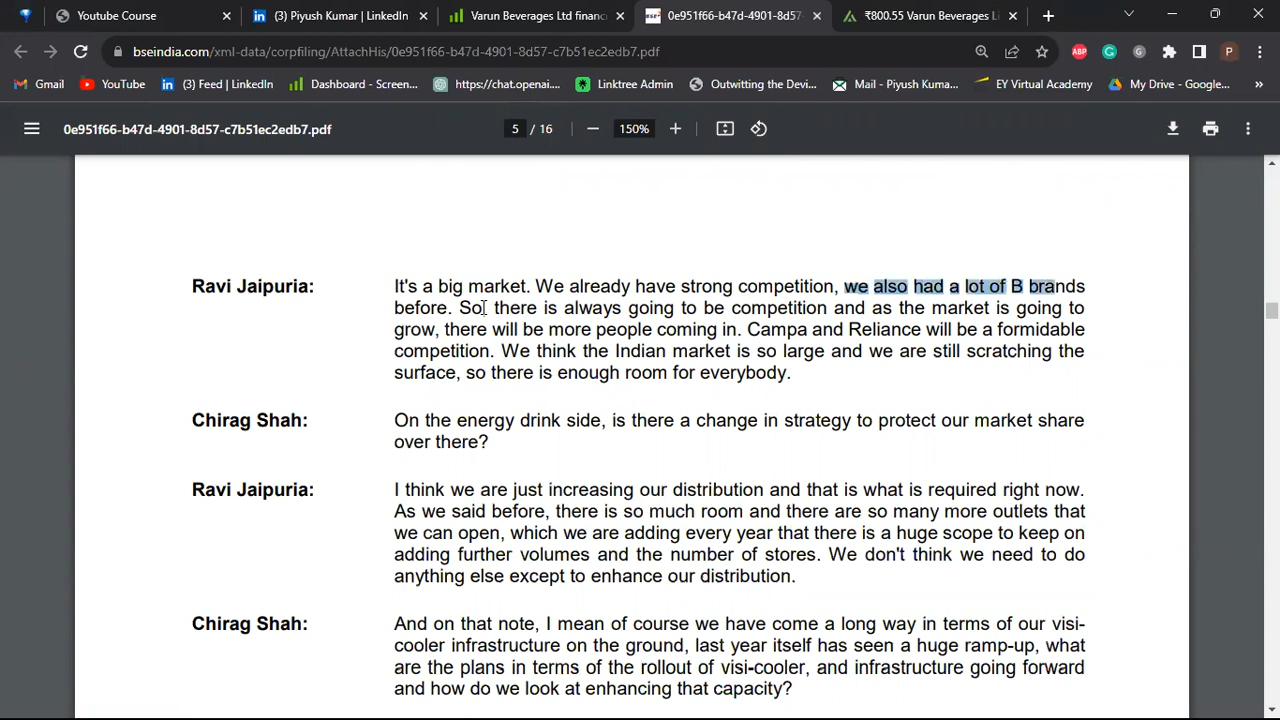 Youtube Course
(3) Piyush Kumar | LinkedIn
Varun Beverages Ltd financ
0e951f66-b47d-4901-8d57-
₹800.55 Varun Beverages Li
bseindia.com/xml-data/corpfiling/AttachHis/0e951f66-b47d-4901-8d57-c7b51ec2edb7.pdf
ABP
P
Gmail
YouTube
(3) Feed | LinkedIn
Dashboard - Screen...
https://chat.openai....
Linktree Admin
Outwitting the Devi...
Mail - Piyush Kuma...
EY Virtual Academy
My Drive - Google...
»
0e951f66-b47d-4901-8d57-c7b51ec2edb7.pdf
5 / 16
150%
Ravi Jaipuria: It's a big market. We already have strong competition, we also had a lot of B brands
before. So there is always going to be competition and as the market is going to
grow, there will be more people coming in. Campa and Reliance will be a formidable
competition. We think the Indian market is so large and we are still scratching the
surface, so there is enough room for everybody.
Chirag Shah: On the energy drink side, is there a change in strategy to protect our market share
over there?
Ravi Jaipuria: I think we are just increasing our distribution and that is what is required right now.
As we said before, there is so much room and there are so many more outlets that
we can open, which we are adding every year that there is a huge scope to keep on
adding further volumes and the number of stores. We don't think we need to do
anything else except to enhance our distribution.
Chirag Shah: And on that note, I mean of course we have come a long way in terms of our visi-
cooler infrastructure on the ground, last year itself has seen a huge ramp-up, what
are the plans in terms of the rollout of visi-cooler, and infrastructure going forward
and how do we look at enhancing that capacity?